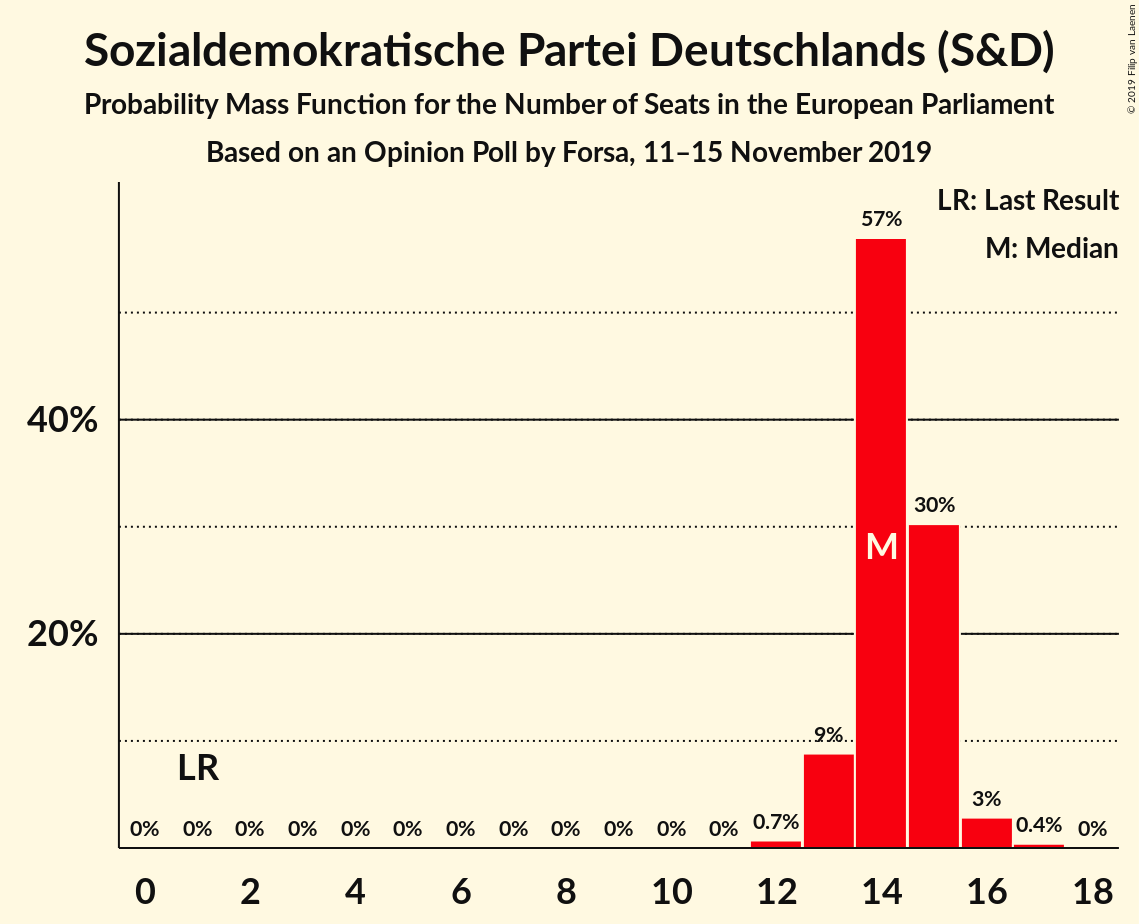 Sozialdemokratische Partei Deutschlands (S&D)
Probability Mass Function for the Number of Seats in the European Parliament
Based on an Opinion Poll by Forsa, 11–15 November 2019
© 2019 Filip van Laenen
LR: Last Result
M: Median
57%
40%
30%
M
20%
9%
LR
3%
0% 0% 0% 0% 0% 0% 0% 0% 0% 0% 0% 0% 0.7% 0.4% 0%
0 2 4 6 8 10 12 14 16 18